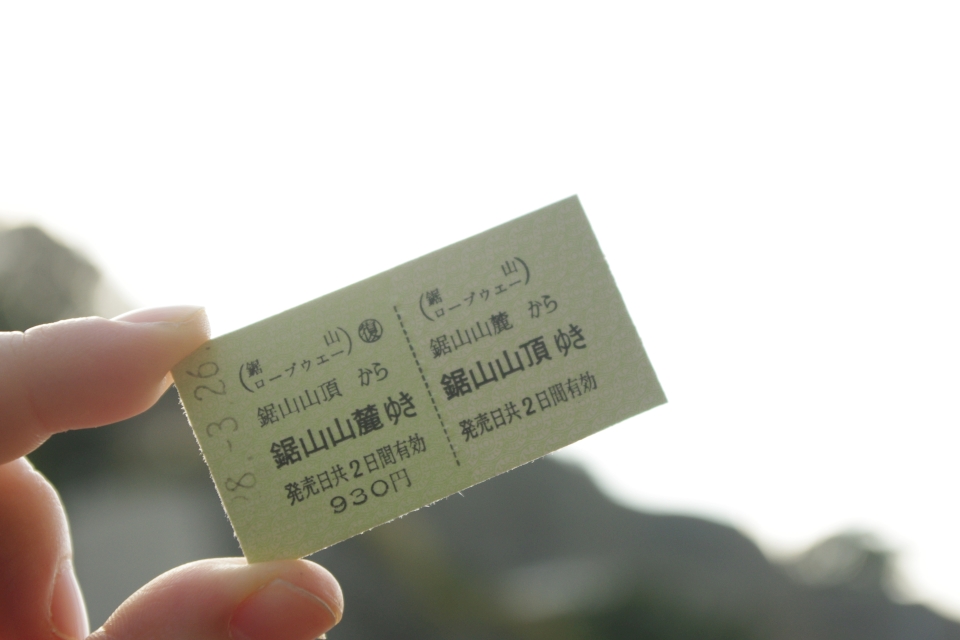 '08.-3.26.
(鋸山ロープウエー) ㊝
鋸山山頂 から
鋸山山麓ゆき
発売日共2日間有効
930円
(鋸山ロープウエー)
鋸山山麓 から
鋸山山頂ゆき
発売日共2日間有効